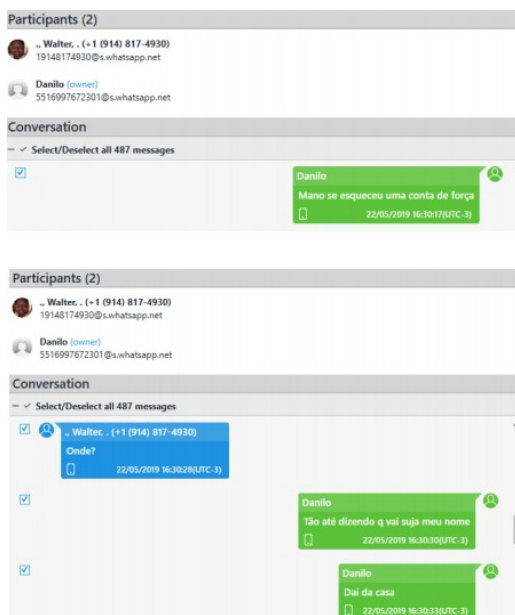 Participants (2)
., Walter, . (+1 (914) 817-4930)
19148174930@s.whatsapp.net
Danilo (owner)
5516997672301@s.whatsapp.net
Conversation
Select/Deselect all 487 messages
Danilo
Mano se esqueceu uma conta de força
22/05/2019 16:30:17(UTC-3)
Participants (2)
., Walter, . (+1 (914) 817-4930)
19148174930@s.whatsapp.net
Danilo (owner)
5516997672301@s.whatsapp.net
Conversation
Select/Deselect all 487 messages
., Walter, . (+1 (914) 817-4930)
Onde?
22/05/2019 16:30:28(UTC-3)
Danilo
Tão até dizendo q vai suja meu nome
22/05/2019 16:30:30(UTC-3)
Danilo
Dai da casa
22/05/2019 16:30:33(UTC-3)